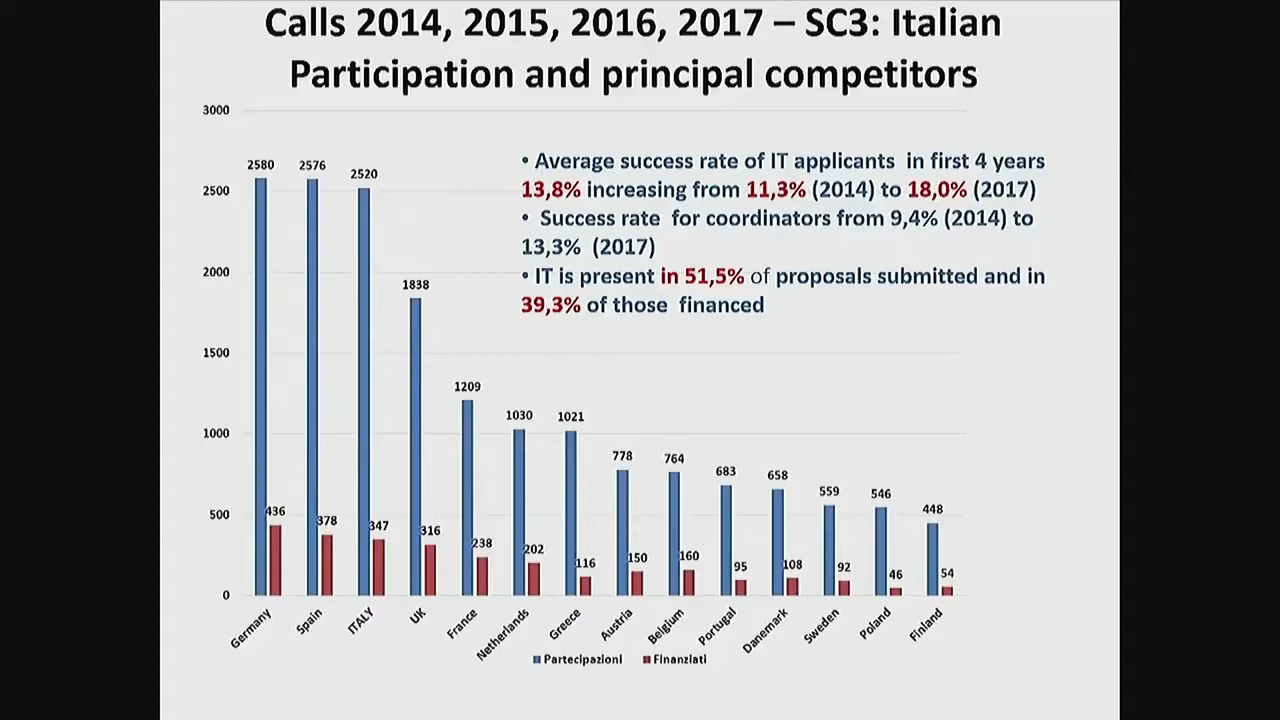 Calls 2014, 2015, 2016, 2017 – SC3: Italian
Participation and principal competitors
3000
2500
2000
1500
1000
500
0
• Average success rate of IT applicants in first 4 years
13,8% increasing from 11,3% (2014) to 18,0% (2017)
• Success rate for coordinators from 9,4% (2014) to
13,3% (2017)
• IT is present in 51,5% of proposals submitted and in
39,3% of those financed
2580
2576
2520
1838
1209
1030
1021
778
764
683
658
559
546
448
436
378
347
316
238
202
116
150
160
95
108
92
46
54
Germany
Spain
ITALY
UK
France
Netherlands
Greece
Austria
Belgium
Portugal
Danemark
Sweden
Poland
Finland
Partecipazioni
Finanziati